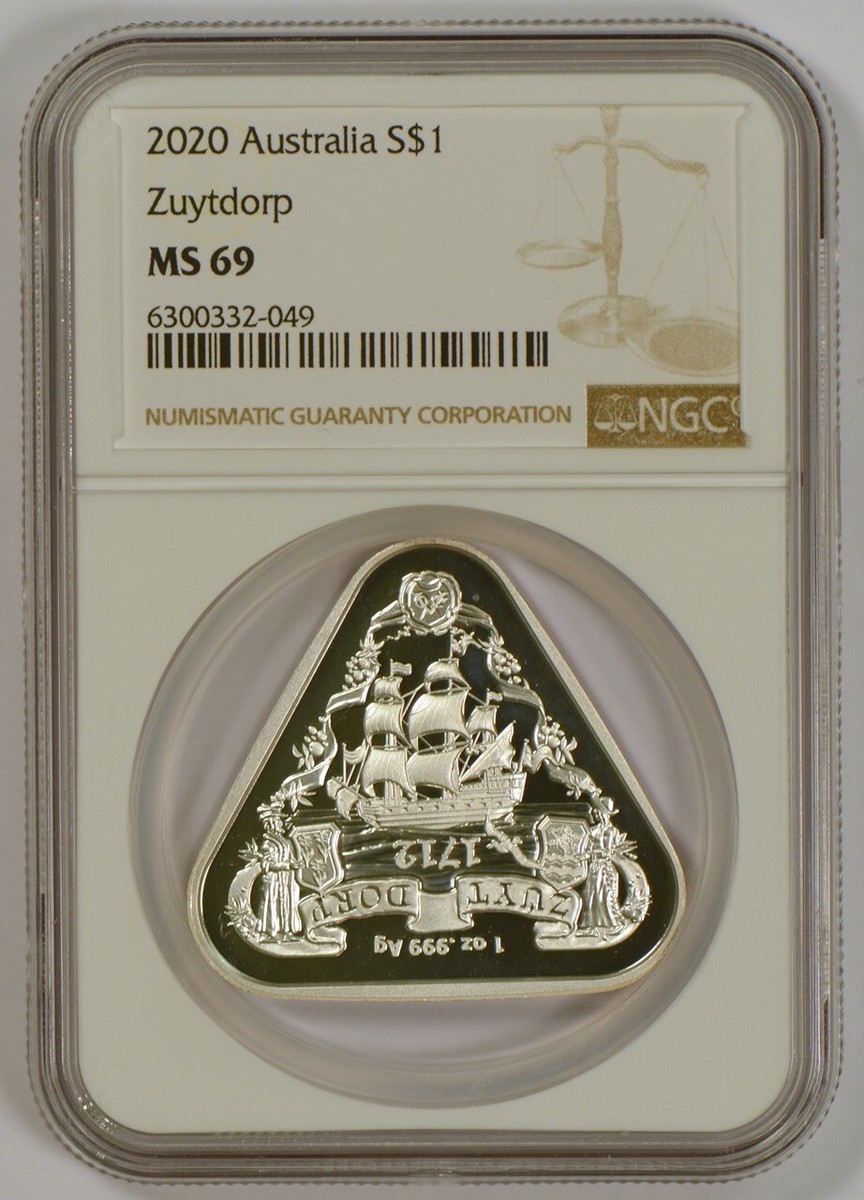 2020 Australia S$1
Zuytdorp
MS 69
6300332-049
NUMISMATIC GUARANTY CORPORATION
NGC
1712
ZUYT DORP
1 oz .999 Ag